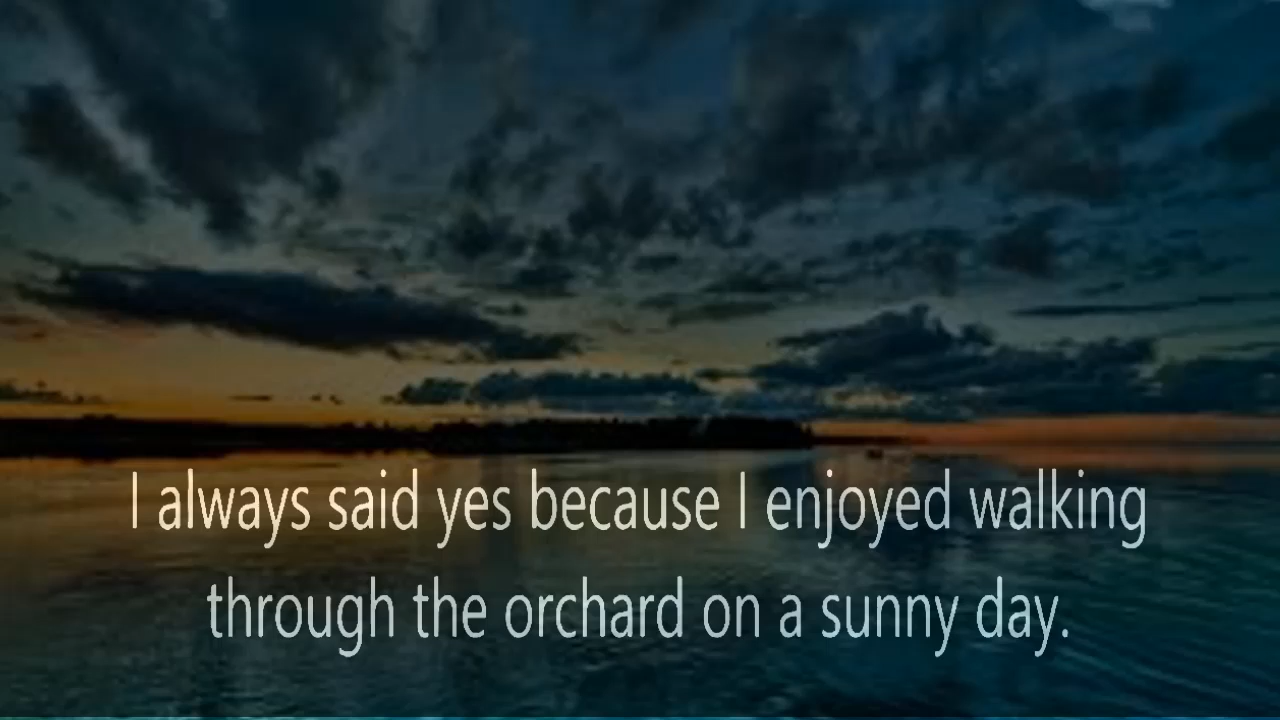 I always said yes because I enjoyed walking
through the orchard on a sunny day.